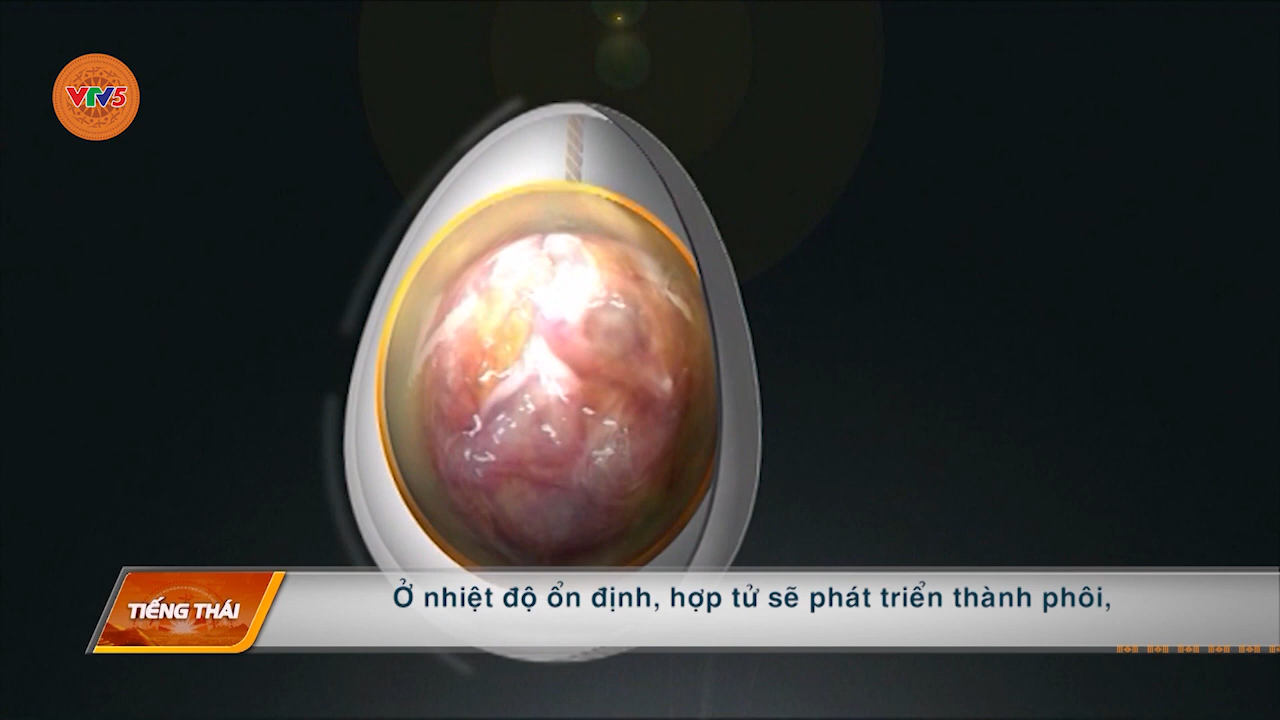 VTV5
TIẾNG THÁI
Ở nhiệt độ ổn định, hợp tử sẽ phát triển thành phôi,